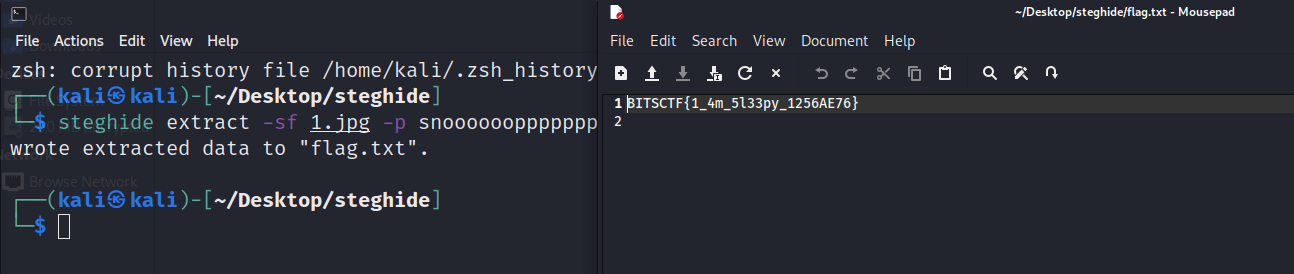 File Actions Edit View Help
zsh: corrupt history file /home/kali/.zsh_history
(kali㉿kali)-[~/Desktop/steghide]
$ steghide extract -sf 1.jpg -p snoooooopppppp
wrote extracted data to "flag.txt".
(kali㉿kali)-[~/Desktop/steghide]
$
Videos
Browse Network
~/Desktop/steghide/flag.txt - Mousepad
File Edit Search View Document Help
1 BITSCTF{1_4m_5l33py_1256AE76}
2